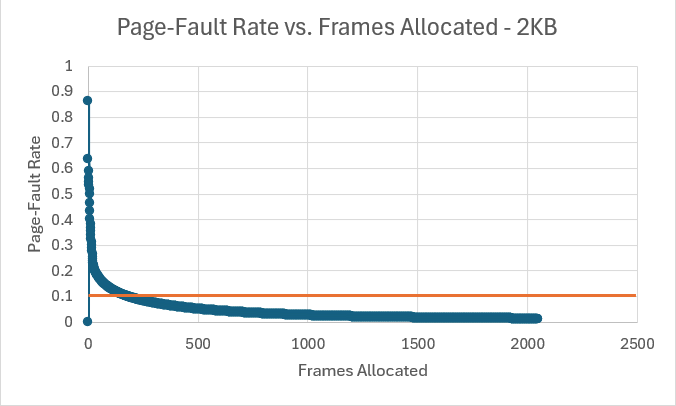 Page-Fault Rate vs. Frames Allocated - 2KB
1
0.9
0.8
0.7
0.6
0.5
0.4
0.3
0.2
0.1
0
Page-Fault Rate
0 500 1000 1500 2000 2500
Frames Allocated